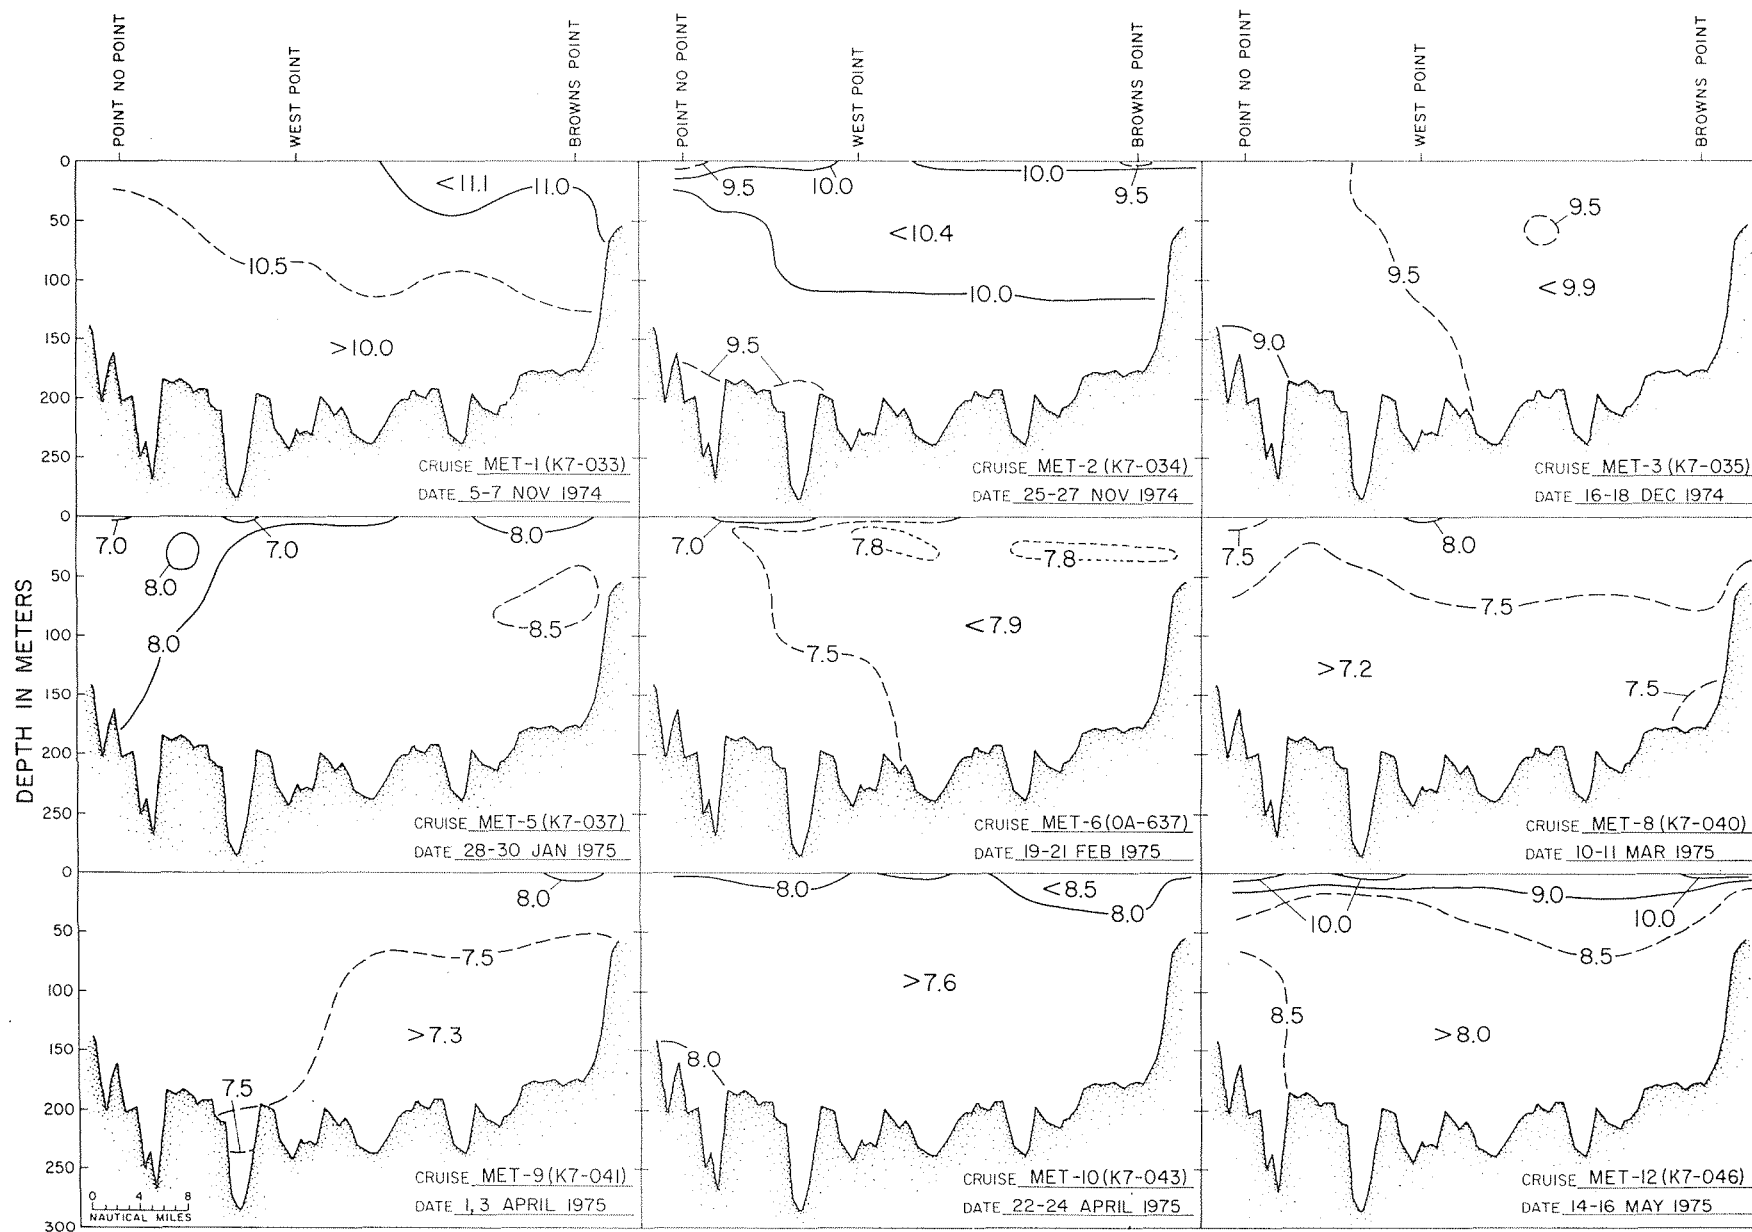 POINT NO POINT
WEST POINT
BROWNS POINT
POINT NO POINT
WEST POINT
BROWNS POINT
POINT NO POINT
WEST POINT
BROWNS POINT
DEPTH IN METERS
0
50
100
150
200
250
<11.1
11.0
10.5
>10.0
CRUISE MET-1 (K7-033)
DATE 5-7 NOV 1974
9.5
10.0
10.0
9.5
<10.4
10.0
9.5
CRUISE MET-2 (K7-034)
DATE 25-27 NOV 1974
9.5
9.5
<9.9
9.0
CRUISE MET-3 (K7-035)
DATE 16-18 DEC 1974
0
50
100
150
200
250
7.0
7.0
8.0
8.0
8.0
8.5
CRUISE MET-5 (K7-037)
DATE 28-30 JAN 1975
7.0
7.8
7.8
<7.9
7.5
CRUISE MET-6 (OA-637)
DATE 19-21 FEB 1975
7.5
8.0
7.5
>7.2
7.5
CRUISE MET-8 (K7-040)
DATE 10-11 MAR 1975
0
50
100
150
200
250
300
8.0
7.5
>7.3
7.5
CRUISE MET-9 (K7-041)
DATE 1, 3 APRIL 1975
0 4 8
NAUTICAL MILES
8.0
<8.5
8.0
>7.6
8.0
CRUISE MET-10 (K7-043)
DATE 22-24 APRIL 1975
10.0
9.0
10.0
8.5
8.5
>8.0
CRUISE MET-12 (K7-046)
DATE 14-16 MAY 1975